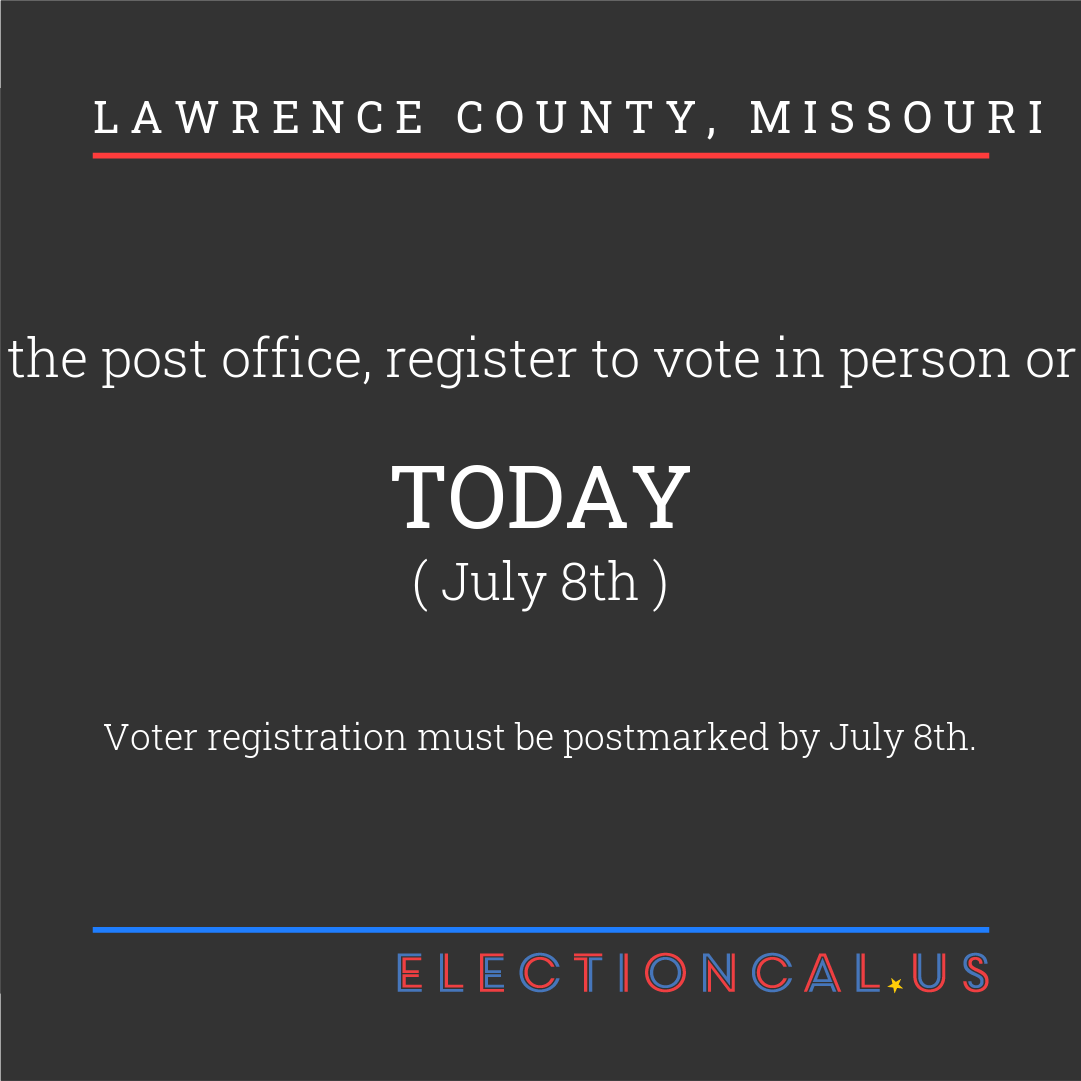 LAWRENCE COUNTY, MISSOURI
the post office, register to vote in person or
TODAY
( July 8th )
Voter registration must be postmarked by July 8th.
ELECTIONCAL.US